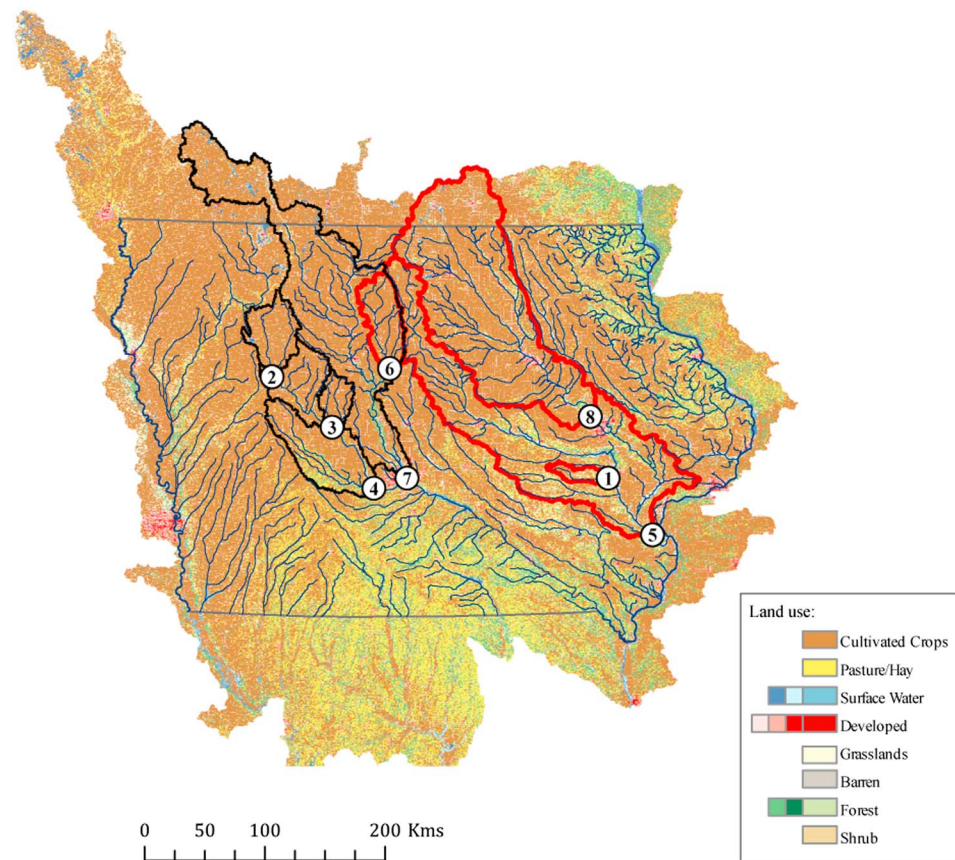 6
2
8
3
7
1
4
5
Land use:
Cultivated Crops
Pasture/Hay
Surface Water
Developed
Grasslands
Barren
Forest
Shrub
0 50 100 200 Kms